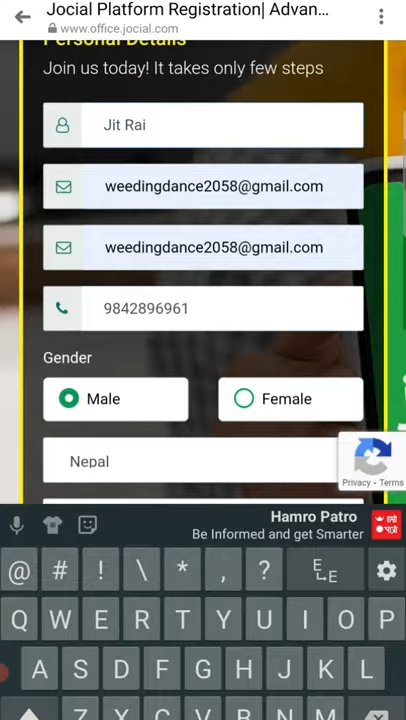 Jocial Platform Registration| Advan...
www.office.jocial.com
Personal Details
Join us today! It takes only few steps
Jit Rai
weedingdance2058@gmail.com
weedingdance2058@gmail.com
9842896961
Gender
Male Female
Nepal
Privacy - Terms
Hamro Patro
Be Informed and get Smarter
@ # ! \ * , ?
Q W E R T Y U I O P
A S D F G H J K L
Z X C V B N M